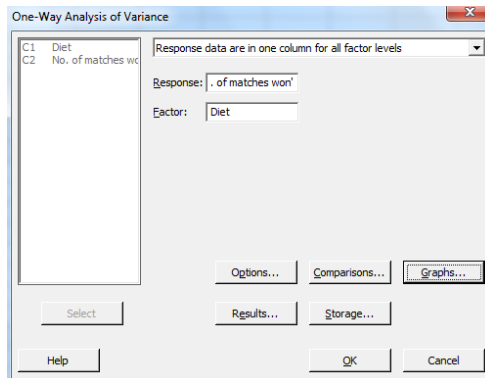 One-Way Analysis of Variance
x
C1 Diet
C2 No. of matches wo
Response data are in one column for all factor levels
Response: . of matches won'
Factor: Diet
Options... Comparisons... Graphs...
Select Results... Storage...
Help OK Cancel